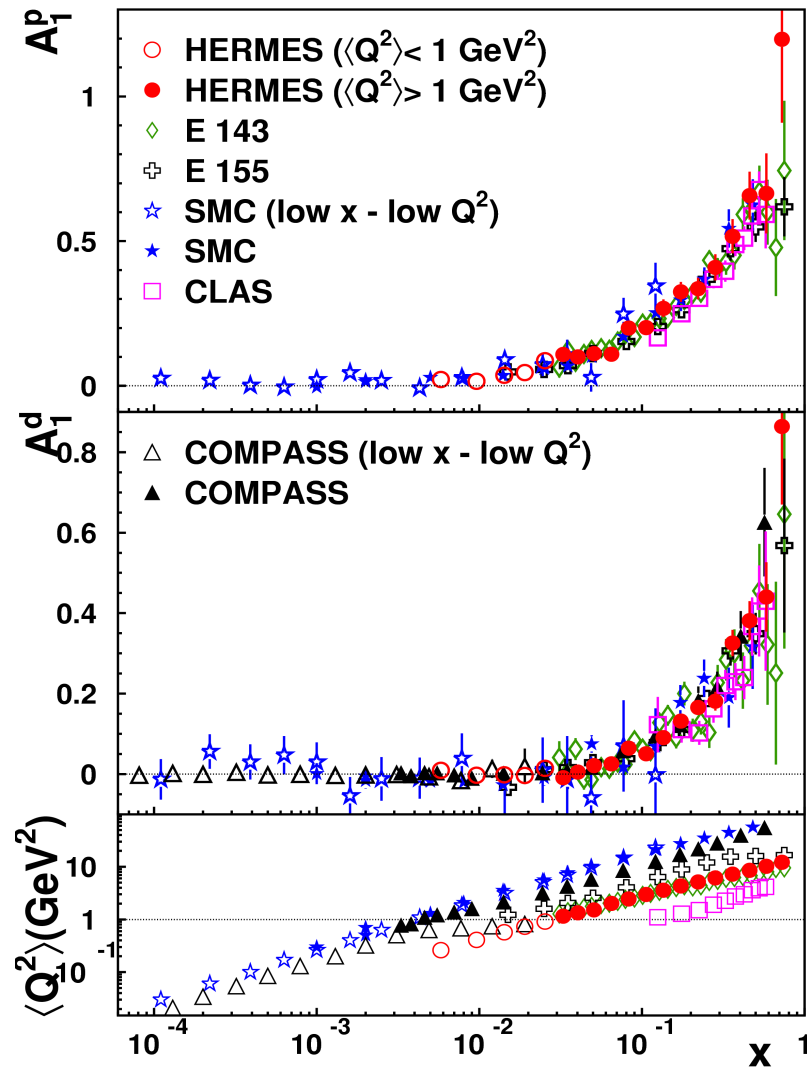 A₁ᵖ
HERMES (⟨Q²⟩< 1 GeV²)
HERMES (⟨Q²⟩> 1 GeV²)
E 143
E 155
SMC (low x - low Q²)
SMC
CLAS
1
0.5
0
A₁ᵈ
COMPASS (low x - low Q²)
COMPASS
0.8
0.6
0.4
0.2
0
⟨Q²⟩(GeV²)
10
1
10⁻¹
10⁻⁴ 10⁻³ 10⁻² 10⁻¹ 1
x